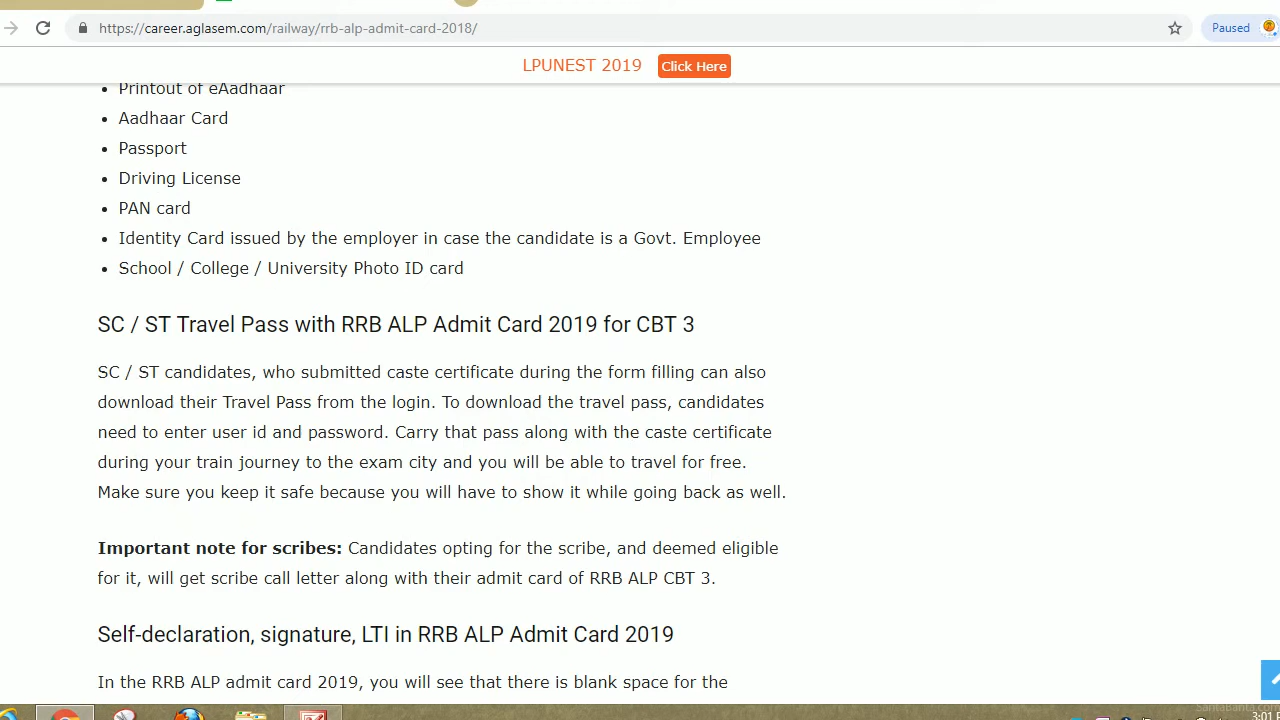 https://career.aglasem.com/railway/rrb-alp-admit-card-2018/
Paused
LPUNEST 2019 Click Here
• Printout of eAadhaar
• Aadhaar Card
• Passport
• Driving License
• PAN card
• Identity Card issued by the employer in case the candidate is a Govt. Employee
• School / College / University Photo ID card
SC / ST Travel Pass with RRB ALP Admit Card 2019 for CBT 3
SC / ST candidates, who submitted caste certificate during the form filling can also
download their Travel Pass from the login. To download the travel pass, candidates
need to enter user id and password. Carry that pass along with the caste certificate
during your train journey to the exam city and you will be able to travel for free.
Make sure you keep it safe because you will have to show it while going back as well.
Important note for scribes: Candidates opting for the scribe, and deemed eligible
for it, will get scribe call letter along with their admit card of RRB ALP CBT 3.
Self-declaration, signature, LTI in RRB ALP Admit Card 2019
In the RRB ALP admit card 2019, you will see that there is blank space for the
SantaBanta.com